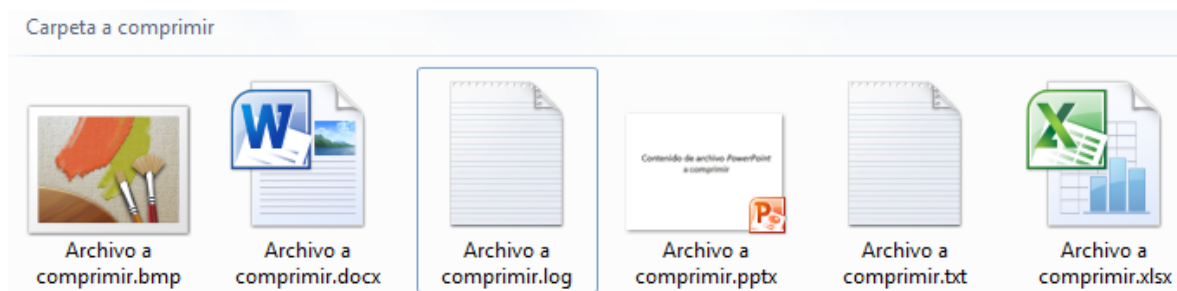 Carpeta a comprimir
Contenido de archivo PowerPoint
a comprimir
Archivo a
comprimir.bmp
Archivo a
comprimir.docx
Archivo a
comprimir.log
Archivo a
comprimir.pptx
Archivo a
comprimir.txt
Archivo a
comprimir.xlsx